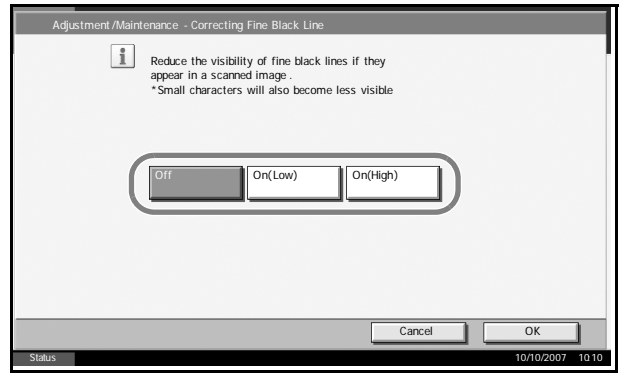 Adjustment/Maintenance - Correcting Fine Black Line
i
Reduce the visibility of fine black lines if they
appear in a scanned image .
*Small characters will also become less visible
Off On(Low) On(High)
Cancel OK
Status 10/10/2007 10:10